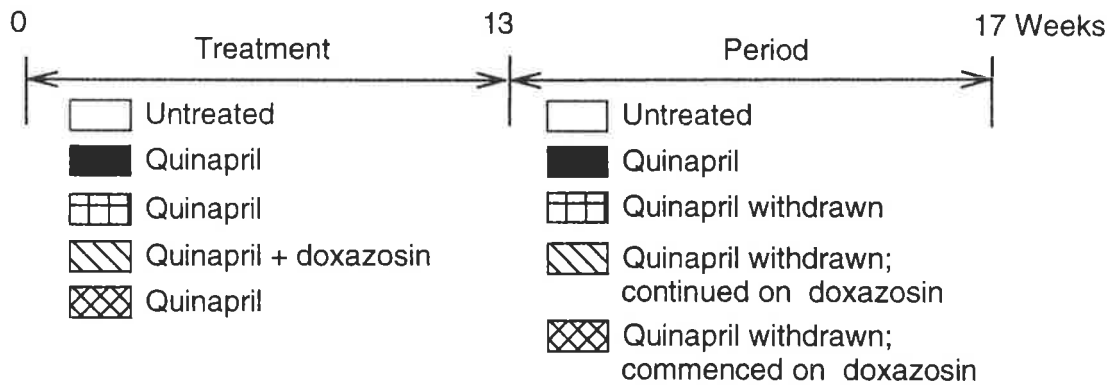 0 13 17 Weeks
Treatment Period
Untreated
Quinapril
Quinapril
Quinapril + doxazosin
Quinapril
Untreated
Quinapril
Quinapril withdrawn
Quinapril withdrawn;
continued on doxazosin
Quinapril withdrawn;
commenced on doxazosin